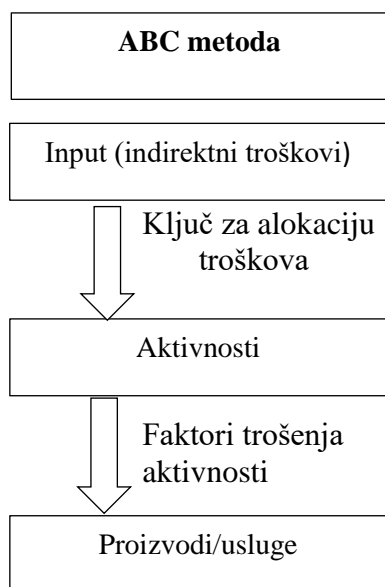 ABC metoda
Input (indirektni troškovi)
Ključ za alokaciju
troškova
Aktivnosti
Faktori trošenja
aktivnosti
Proizvodi/usluge